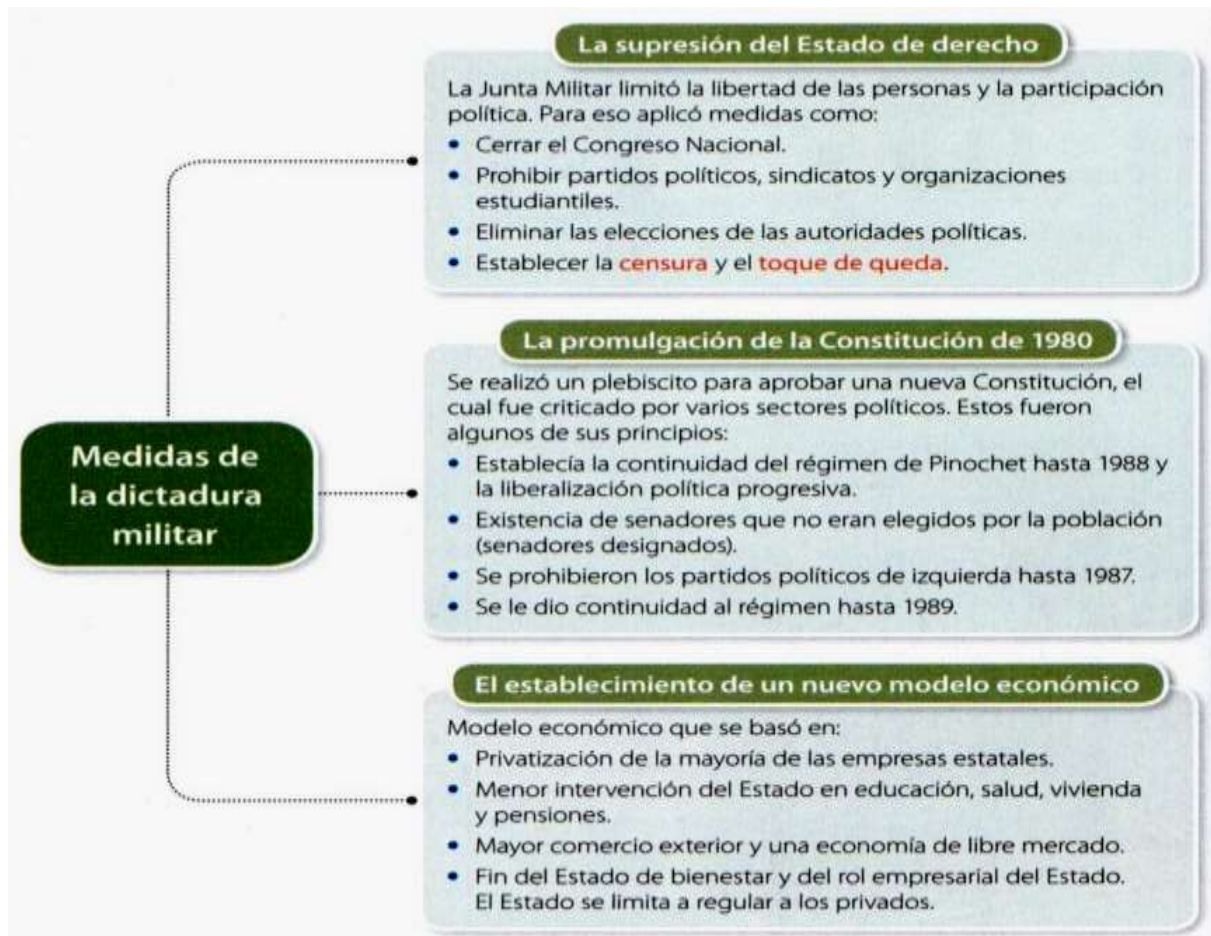 La supresión del Estado de derecho
La Junta Militar limitó la libertad de las personas y la participación
política. Para eso aplicó medidas como:
• Cerrar el Congreso Nacional.
• Prohibir partidos políticos, sindicatos y organizaciones
estudiantiles.
• Eliminar las elecciones de las autoridades políticas.
• Establecer la censura y el toque de queda.
La promulgación de la Constitución de 1980
Se realizó un plebiscito para aprobar una nueva Constitución, el
cual fue criticado por varios sectores políticos. Estos fueron
algunos de sus principios:
• Establecía la continuidad del régimen de Pinochet hasta 1988 y
la liberalización política progresiva.
• Existencia de senadores que no eran elegidos por la población
(senadores designados).
• Se prohibieron los partidos políticos de izquierda hasta 1987.
• Se le dio continuidad al régimen hasta 1989.
Medidas de
la dictadura
militar
El establecimiento de un nuevo modelo económico
Modelo económico que se basó en:
• Privatización de la mayoría de las empresas estatales.
• Menor intervención del Estado en educación, salud, vivienda
y pensiones.
• Mayor comercio exterior y una economía de libre mercado.
• Fin del Estado de bienestar y del rol empresarial del Estado.
El Estado se limita a regular a los privados.